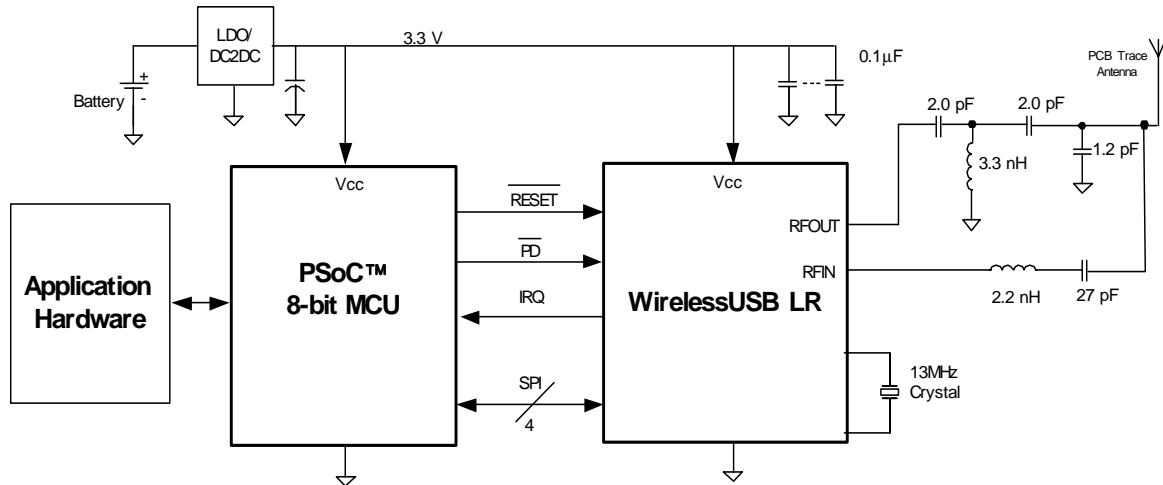 LDO/
DC2DC
3.3 V
0.1µF
PCB Trace
Antenna
+
-
Battery
2.0 pF
2.0 pF
1.2 pF
3.3 nH
Vcc
Vcc
RESET
RFOUT
PD
RFIN
Application
Hardware
PSoC™
8-bit MCU
IRQ
WirelessUSB LR
2.2 nH
27 pF
SPI
4
13MHz
Crystal